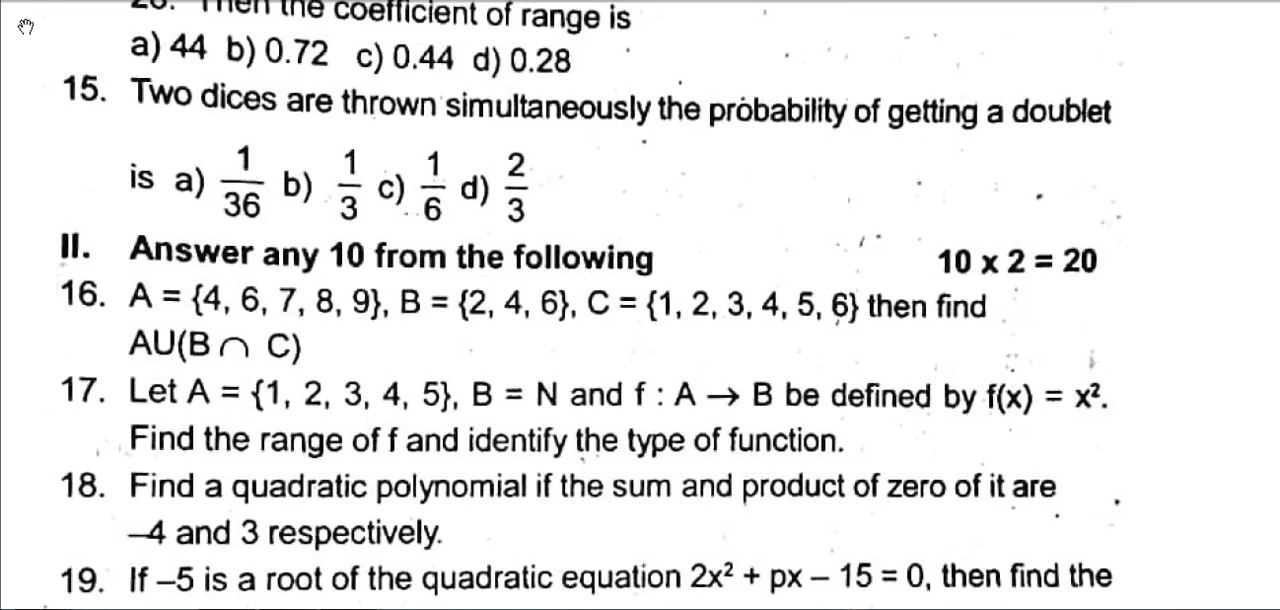 20. Then the coefficient of range is
a) 44 b) 0.72 c) 0.44 d) 0.28
15. Two dices are thrown simultaneously the probability of getting a doublet
is a) 1/36 b) 1/3 c) 1/6 d) 2/3
II. Answer any 10 from the following 10 x 2 = 20
16. A = {4, 6, 7, 8, 9}, B = {2, 4, 6}, C = {1, 2, 3, 4, 5, 6} then find
AU(B ∩ C)
17. Let A = {1, 2, 3, 4, 5}, B = N and f : A → B be defined by f(x) = x².
Find the range of f and identify the type of function.
18. Find a quadratic polynomial if the sum and product of zero of it are
–4 and 3 respectively.
19. If –5 is a root of the quadratic equation 2x² + px – 15 = 0, then find the